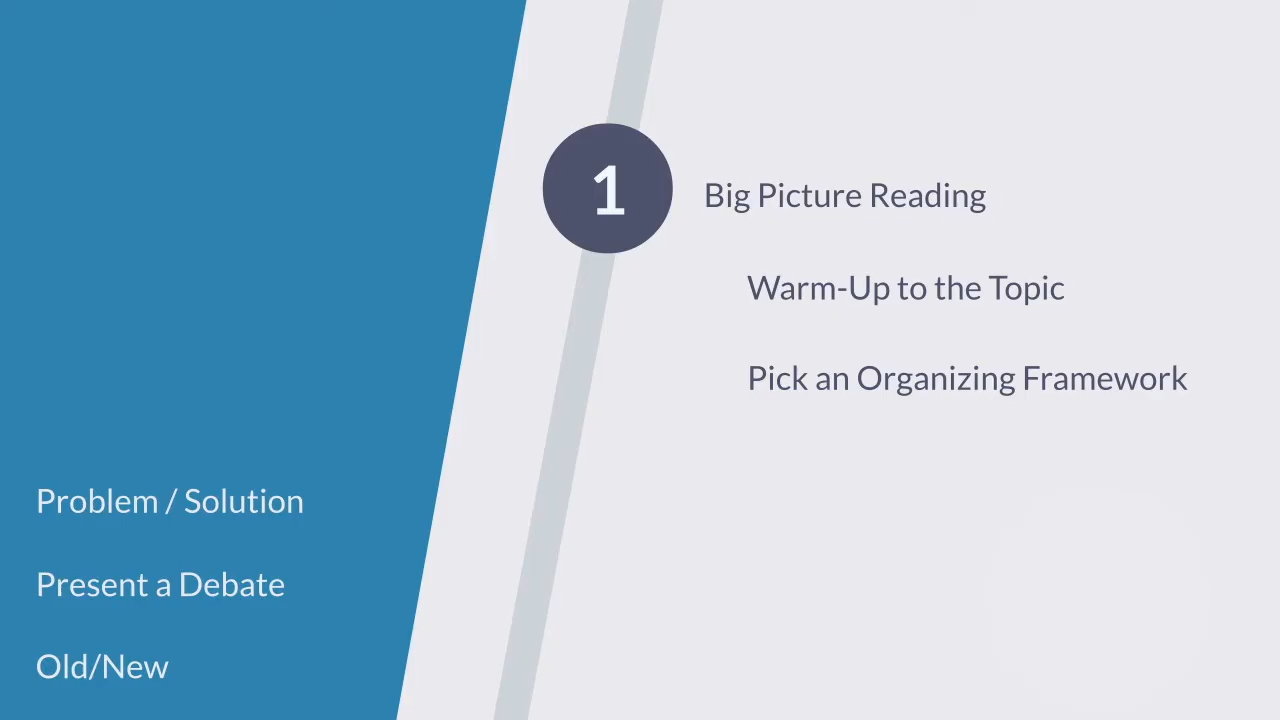 1
Big Picture Reading
Warm-Up to the Topic
Pick an Organizing Framework
Problem / Solution
Present a Debate
Old/New